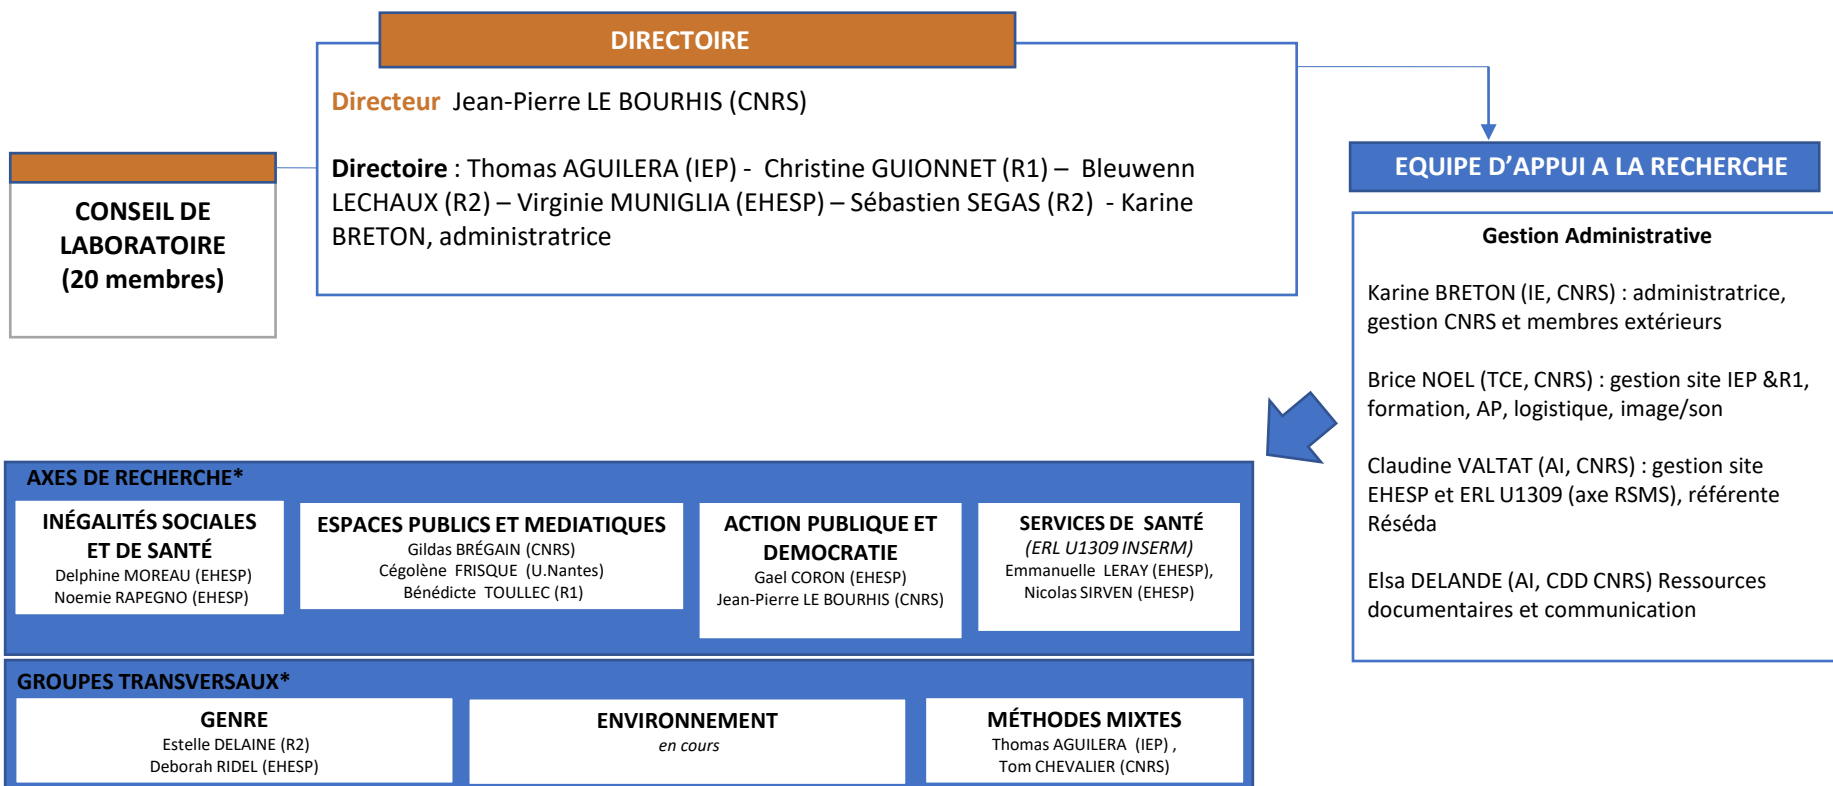 DIRECTOIRE
Directeur Jean-Pierre LE BOURHIS (CNRS)
Directoire : Thomas AGUILERA (IEP) - Christine GUIONNET (R1) – Bleuwenn
LECHAUX (R2) – Virginie MUNIGLIA (EHESP) – Sébastien SEGAS (R2) - Karine
BRETON, administratrice
CONSEIL DE
LABORATOIRE
(20 membres)
EQUIPE D'APPUI A LA RECHERCHE
Gestion Administrative
Karine BRETON (IE, CNRS) : administratrice,
gestion CNRS et membres extérieurs
Brice NOEL (TCE, CNRS) : gestion site IEP &R1,
formation, AP, logistique, image/son
Claudine VALTAT (AI, CNRS) : gestion site
EHESP et ERL U1309 (axe RSMS), référente
Réséda
Elsa DELANDE (AI, CDD CNRS) Ressources
documentaires et communication
AXES DE RECHERCHE*
INÉGALITÉS SOCIALES
ET DE SANTÉ
Delphine MOREAU (EHESP)
Noemie RAPEGNO (EHESP)
ESPACES PUBLICS ET MEDIATIQUES
Gildas BRÉGAIN (CNRS)
Cégolène FRISQUE (U.Nantes)
Bénédicte TOULLEC (R1)
ACTION PUBLIQUE ET
DEMOCRATIE
Gael CORON (EHESP)
Jean-Pierre LE BOURHIS (CNRS)
SERVICES DE SANTÉ
(ERL U1309 INSERM)
Emmanuelle LERAY (EHESP),
Nicolas SIRVEN (EHESP)
GROUPES TRANSVERSAUX*
GENRE
Estelle DELAINE (R2)
Deborah RIDEL (EHESP)
ENVIRONNEMENT
en cours
MÉTHODES MIXTES
Thomas AGUILERA (IEP) ,
Tom CHEVALIER (CNRS)